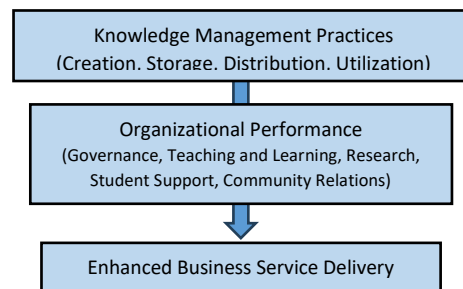 Knowledge Management Practices
(Creation, Storage, Distribution, Utilization)
Organizational Performance
(Governance, Teaching and Learning, Research,
Student Support, Community Relations)
Enhanced Business Service Delivery